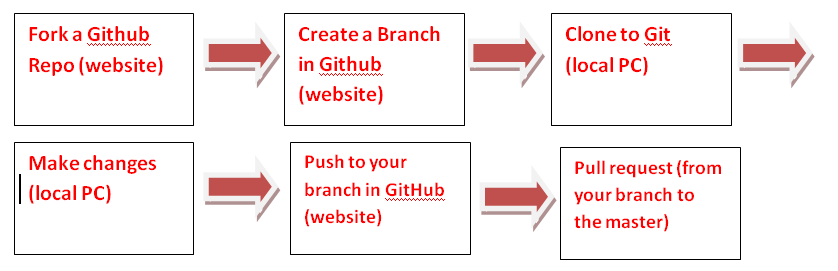 Fork a Github
Repo (website)
Create a Branch
in Github
(website)
Clone to Git
(local PC)
Make changes
(local PC)
Push to your
branch in GitHub
(website)
Pull request (from
your branch to
the master)